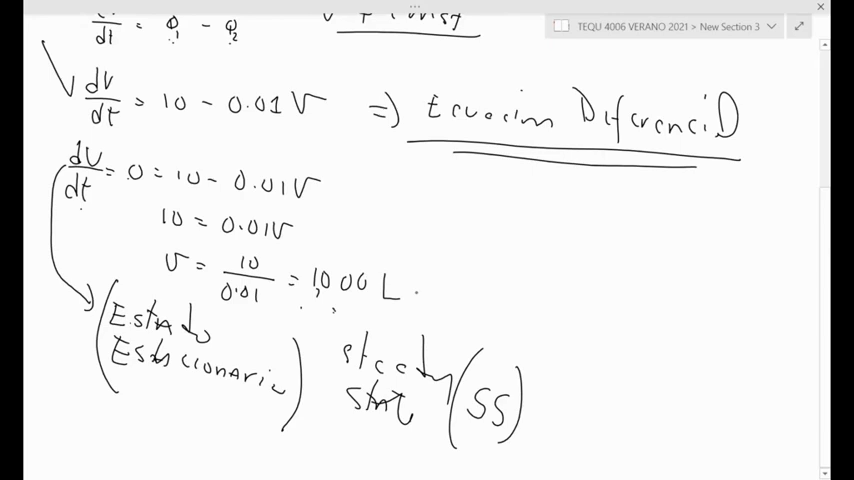 TEQU 4006 VERANO 2021 > New Section 3
dt = Φ1 - Φ2
dV/dt = 10 - 0.01V => Ecuacion Diferencial
dV/dt = 0 = 10 - 0.01V
10 = 0.01V
V = 10/0.01 = 1,000 L
(Estado Estacionario) steady state (SS)